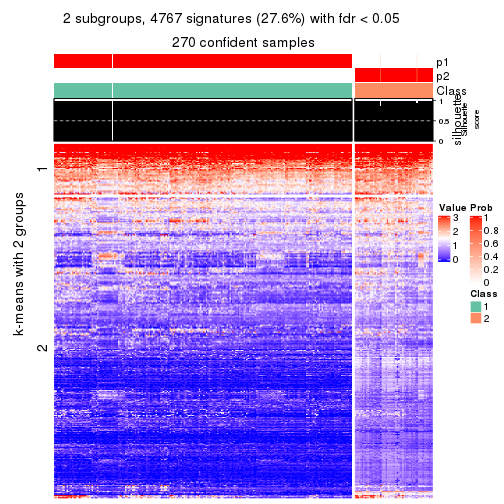 2 subgroups, 4767 signatures (27.6%) with fdr < 0.05
270 confident samples
p1
p2
Class
1
0.5
0
silhouette
Silhouette
score
k-means with 2 groups
1
2
Value
3
2
1
0
Prob
1
0.8
0.6
0.4
0.2
0
Class
1
2